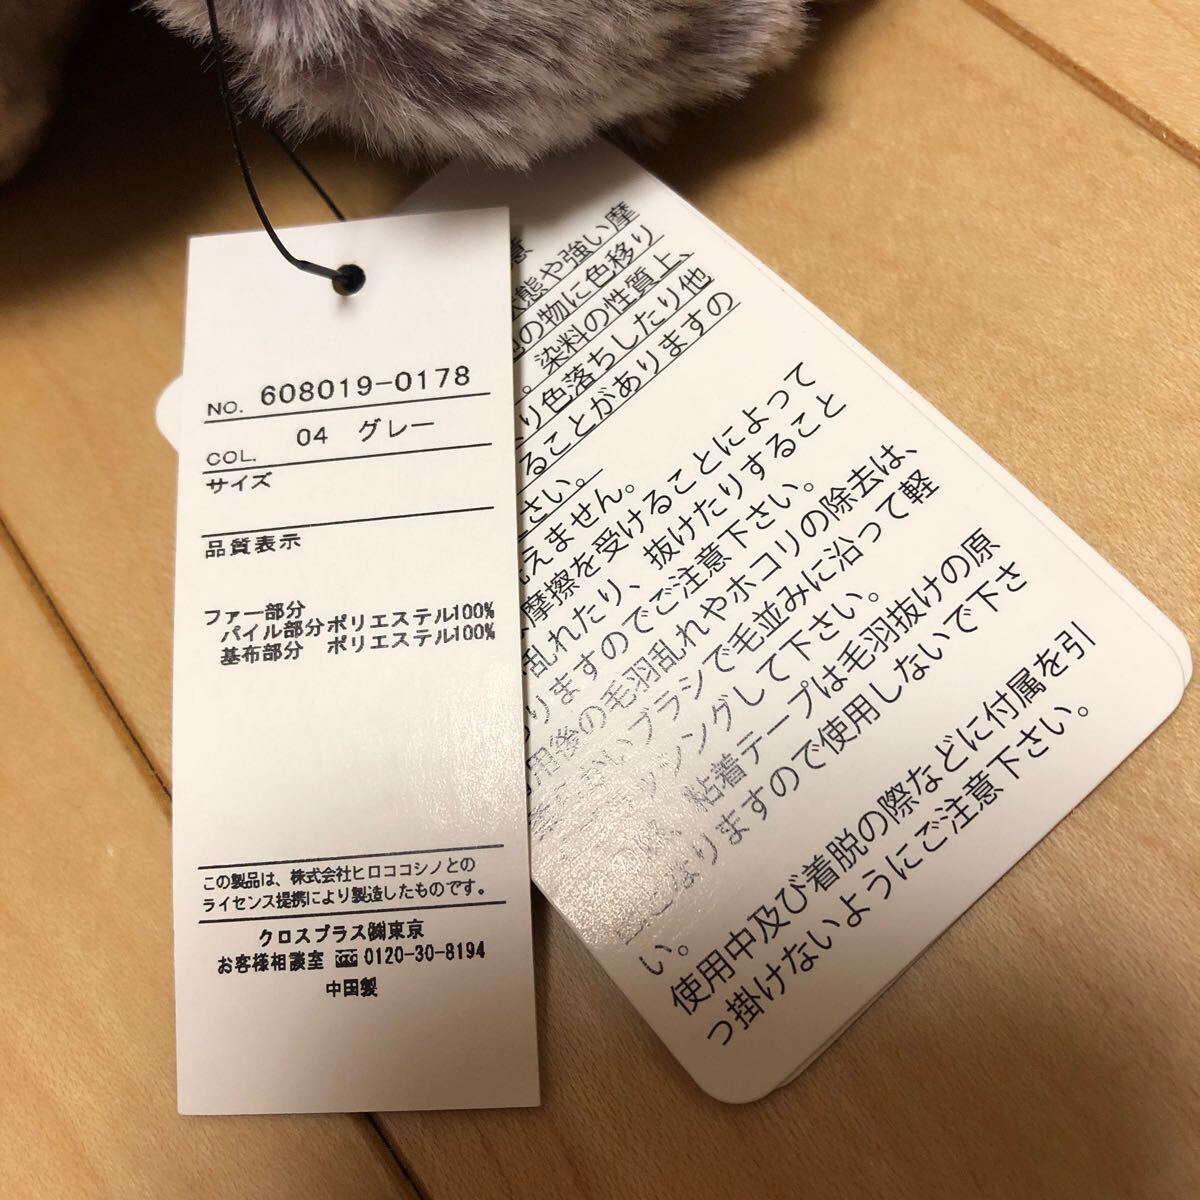 NO. 608019-0178
COL. 04 グレー
サイズ
品質表示
ファー部分
パイル部分ポリエステル100%
基布部分 ポリエステル100%
この製品は、株式会社ヒロココシノとの
ライセンス提携により製造したものです。
クロスプラス㈱東京
お客様相談室 0120-30-8194
中国製
態や強い摩
の物に色移り
。染料の性質上、
り色落ちしたり他
ることがありますの
さい。
えません。
摩擦を受けることによって
乱れたり、抜けたりすること
りますのでご注意下さい。
用後の毛羽乱れやホコリの除去は、
ブラシで毛並みに沿って軽
ッシングして下さい。
粘着テープは毛羽抜けの原
なりますので使用しないで下さ
い。
使用中及び着脱の際などに付属を引
っ掛けないようにご注意下さい。